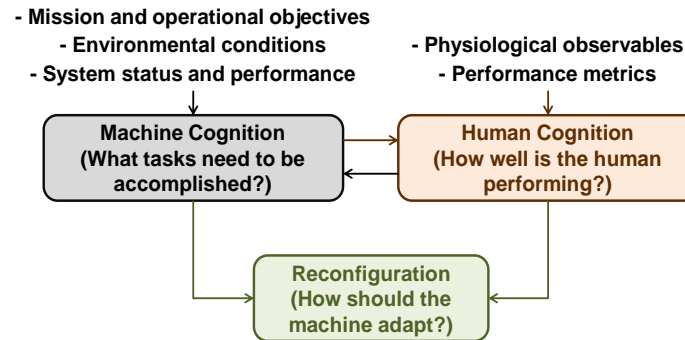 - Mission and operational objectives
- Environmental conditions
- System status and performance
- Physiological observables
- Performance metrics
Machine Cognition
(What tasks need to be
accomplished?)
Human Cognition
(How well is the human
performing?)
Reconfiguration
(How should the
machine adapt?)